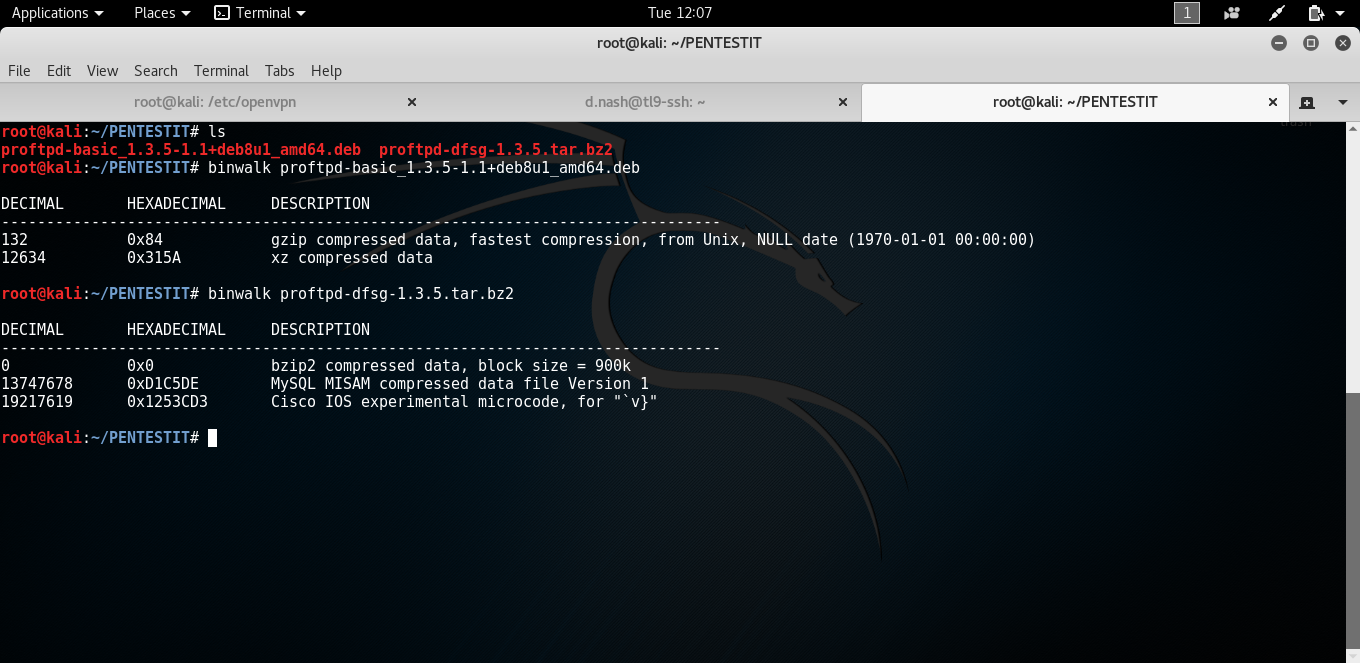 Applications Places Terminal Tue 12:07 1
root@kali: ~/PENTESTIT
File Edit View Search Terminal Tabs Help
root@kali: /etc/openvpn d.nash@tl9-ssh: ~ root@kali: ~/PENTESTIT
root@kali:~/PENTESTIT# ls
proftpd-basic_1.3.5-1.1+deb8u1_amd64.deb proftpd-dfsg-1.3.5.tar.bz2
root@kali:~/PENTESTIT# binwalk proftpd-basic_1.3.5-1.1+deb8u1_amd64.deb
DECIMAL HEXADECIMAL DESCRIPTION
--------------------------------------------------------------------------------
132 0x84 gzip compressed data, fastest compression, from Unix, NULL date (1970-01-01 00:00:00)
12634 0x315A xz compressed data
root@kali:~/PENTESTIT# binwalk proftpd-dfsg-1.3.5.tar.bz2
DECIMAL HEXADECIMAL DESCRIPTION
--------------------------------------------------------------------------------
0 0x0 bzip2 compressed data, block size = 900k
13747678 0xD1C5DE MySQL MISAM compressed data file Version 1
19217619 0x1253CD3 Cisco IOS experimental microcode, for "`v}"
root@kali:~/PENTESTIT#